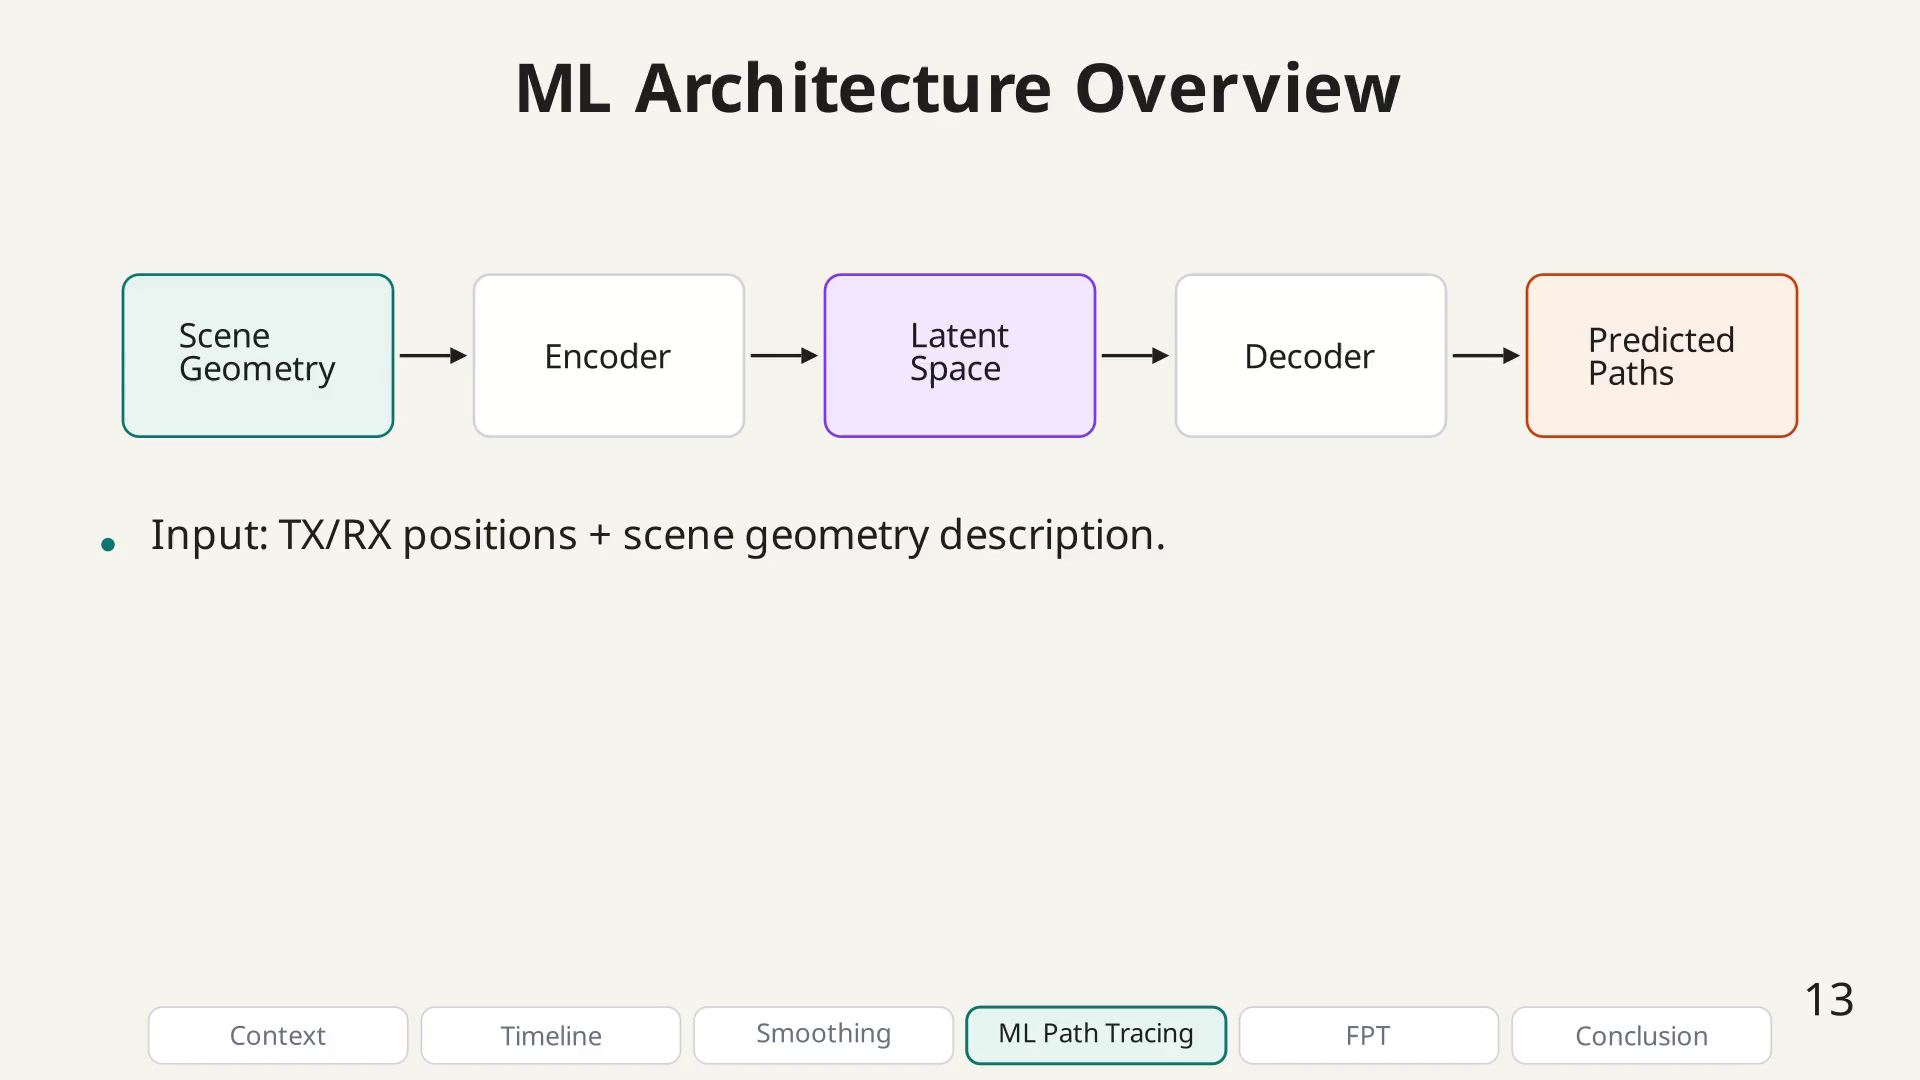 ML Architecture Overview
Scene
Geometry
Encoder
Latent
Space
Decoder
Predicted
Paths
Input: TX/RX positions + scene geometry description.
13
Context
Timeline
Smoothing
ML Path Tracing
FPT
Conclusion